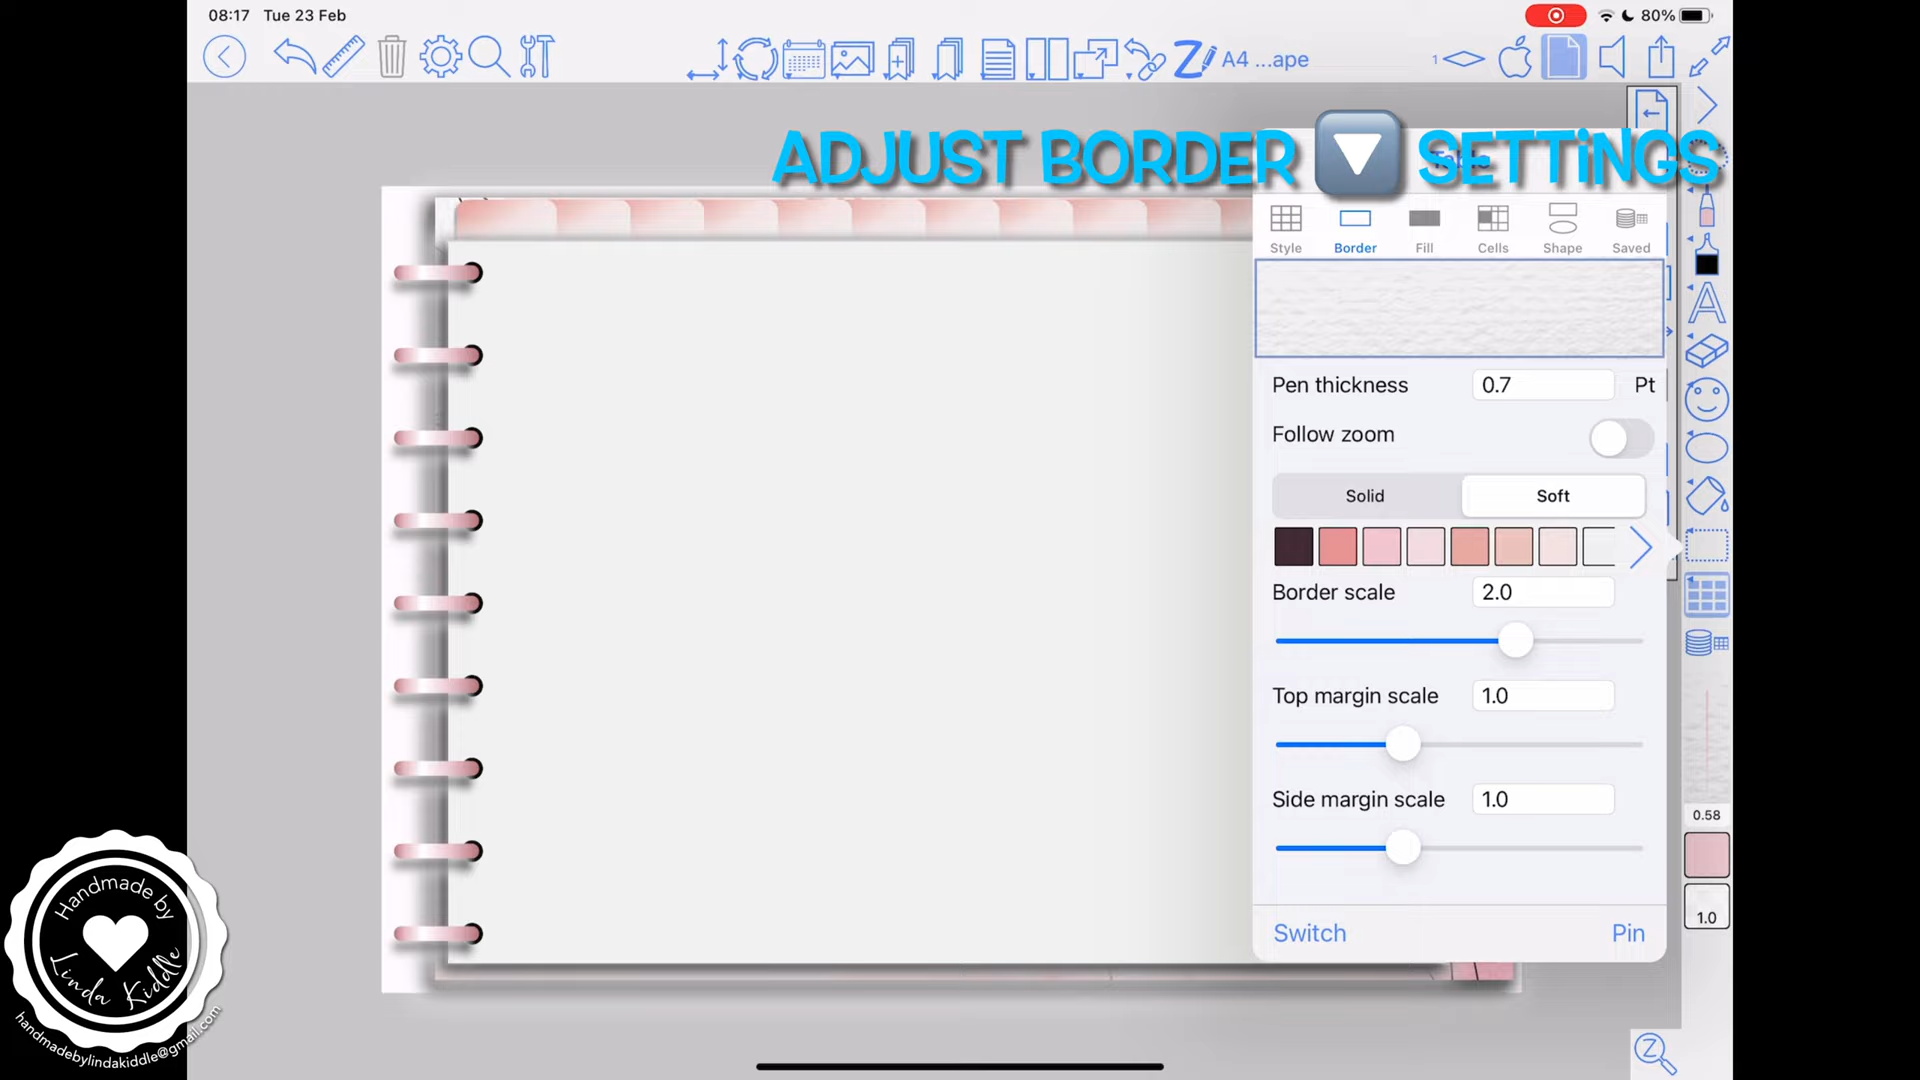 08:17 Tue 23 Feb
80%
A4 ...ape
1
ADJUST BORDER SETTiNGS
Style
Border
Fill
Cells
Shape
Saved
Pen thickness 0.7 Pt
Follow zoom
Solid Soft
Border scale 2.0
Top margin scale 1.0
Side margin scale 1.0
Switch Pin
0.58
1.0
Handmade by
Linda Kiddle
handmadebylindakiddle@gmail.com